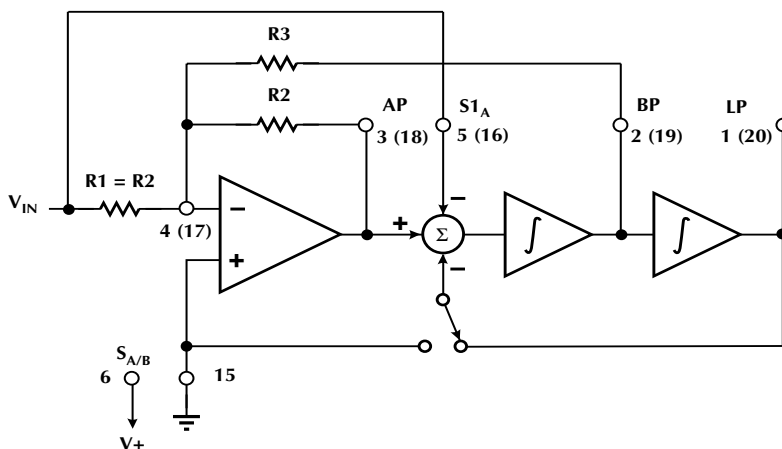 R3
R2
AP
3 (18)
S1A
5 (16)
BP
2 (19)
LP
1 (20)
R1 = R2
VIN
4 (17)
−
+
+
−
Σ
−
∫
∫
SA/B
6
15
V+